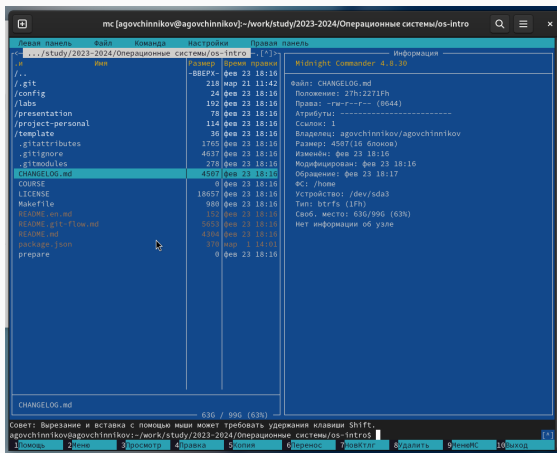 mc [agovchinnikov@agovchinnikov]:~/work/study/2023-2024/Операционные системы/os-intro
Левая панель Файл Команда Настройки Правая панель
<— .../study/2023-2024/Операционные системы/os-intro —.[^]>
.и Имя Размер Время правки
/.. -ВВЕРХ- фев 23 18:16
/.git 218 мар 21 11:42
/config 24 фев 23 18:16
/labs 192 фев 23 18:16
/presentation 78 фев 23 18:16
/project-personal 114 фев 23 18:16
/template 36 фев 23 18:16
.gitattributes 1765 фев 23 18:16
.gitignore 4637 фев 23 18:16
.gitmodules 278 фев 23 18:16
CHANGELOG.md 4507 фев 23 18:16
COURSE 0 фев 23 18:16
LICENSE 18657 фев 23 18:16
Makefile 980 фев 23 18:16
README.en.md 152 фев 23 18:16
README.git-flow.md 5653 фев 23 18:16
README.md 4304 фев 23 18:16
package.json 370 мар 1 14:01
prepare 0 фев 23 18:16
CHANGELOG.md
63G / 99G (63%)
Информация
Midnight Commander 4.8.30
Файл: CHANGELOG.md
Положение: 27h:2271Fh
Права: -rw-r--r-- (0644)
Атрибуты: ----------------------
Ссылок: 1
Владелец: agovchinnikov/agovchinnikov
Размер: 4507(16 блоков)
Изменён: фев 23 18:16
Модифицирован: фев 23 18:16
Обращение: фев 23 18:17
ФС: /home
Устройство: /dev/sda3
Тип: btrfs (1Fh)
Своб. место: 63G/99G (63%)
Нет информации об узле
Совет: Вырезание и вставка с помощью мыши может требовать удержания клавиши Shift.
agovchinnikov@agovchinnikov:~/work/study/2023-2024/Операционные системы/os-intro$ [^]
1Помощь 2Меню 3Просмотр 4Правка 5Копия 6Перенос 7НовКтлг 8Удалить 9МенюМС 10Выход